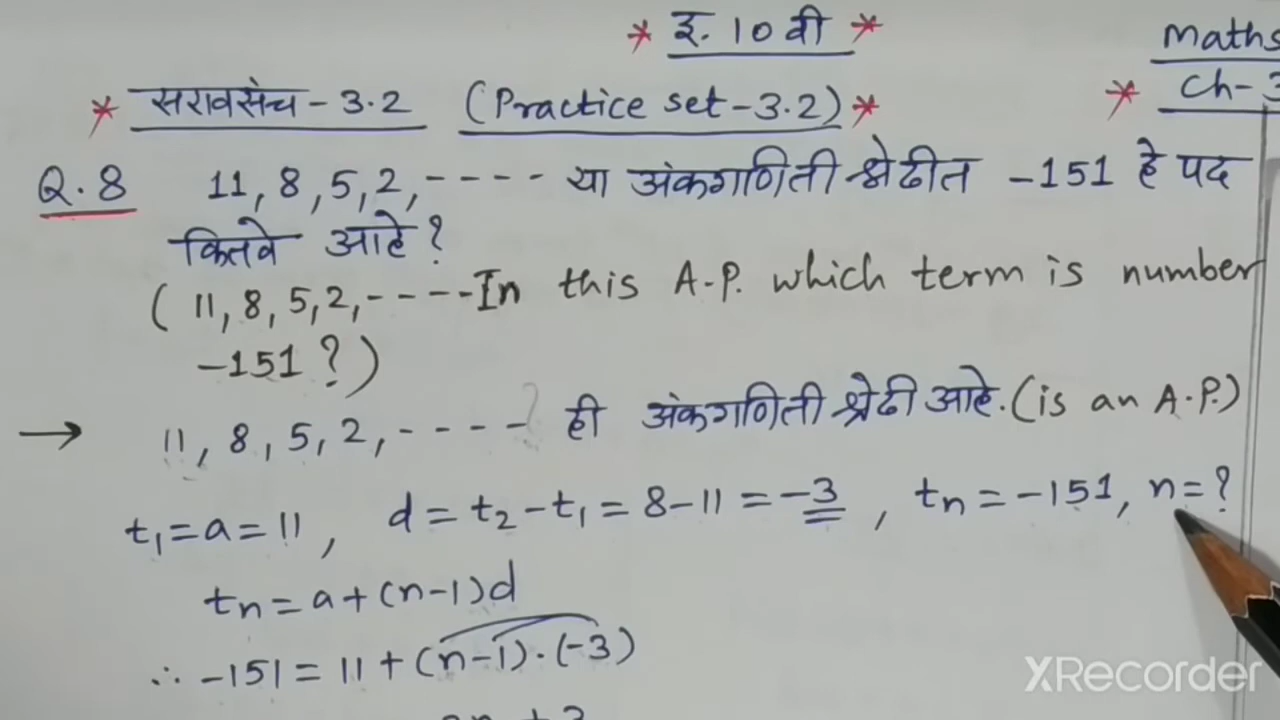 * इ. 10 वी *
Maths
* सरावसंच - 3.2 (Practice set - 3.2) *
* Ch-3
Q.8 11, 8, 5, 2, ---- या अंकगणिती श्रेढीत -151 हे पद
कितवे आहे?
( 11, 8, 5, 2, ---- In this A.P. which term is number
-151 ? )
→ 11, 8, 5, 2, ---- ही अंकगणिती श्रेढी आहे. (is an A.P.)
t₁ = a = 11, d = t₂ - t₁ = 8 - 11 = -3, tn = -151, n = ?
tn = a + (n-1)d
∴ -151 = 11 + (n-1) · (-3)
XRecorder